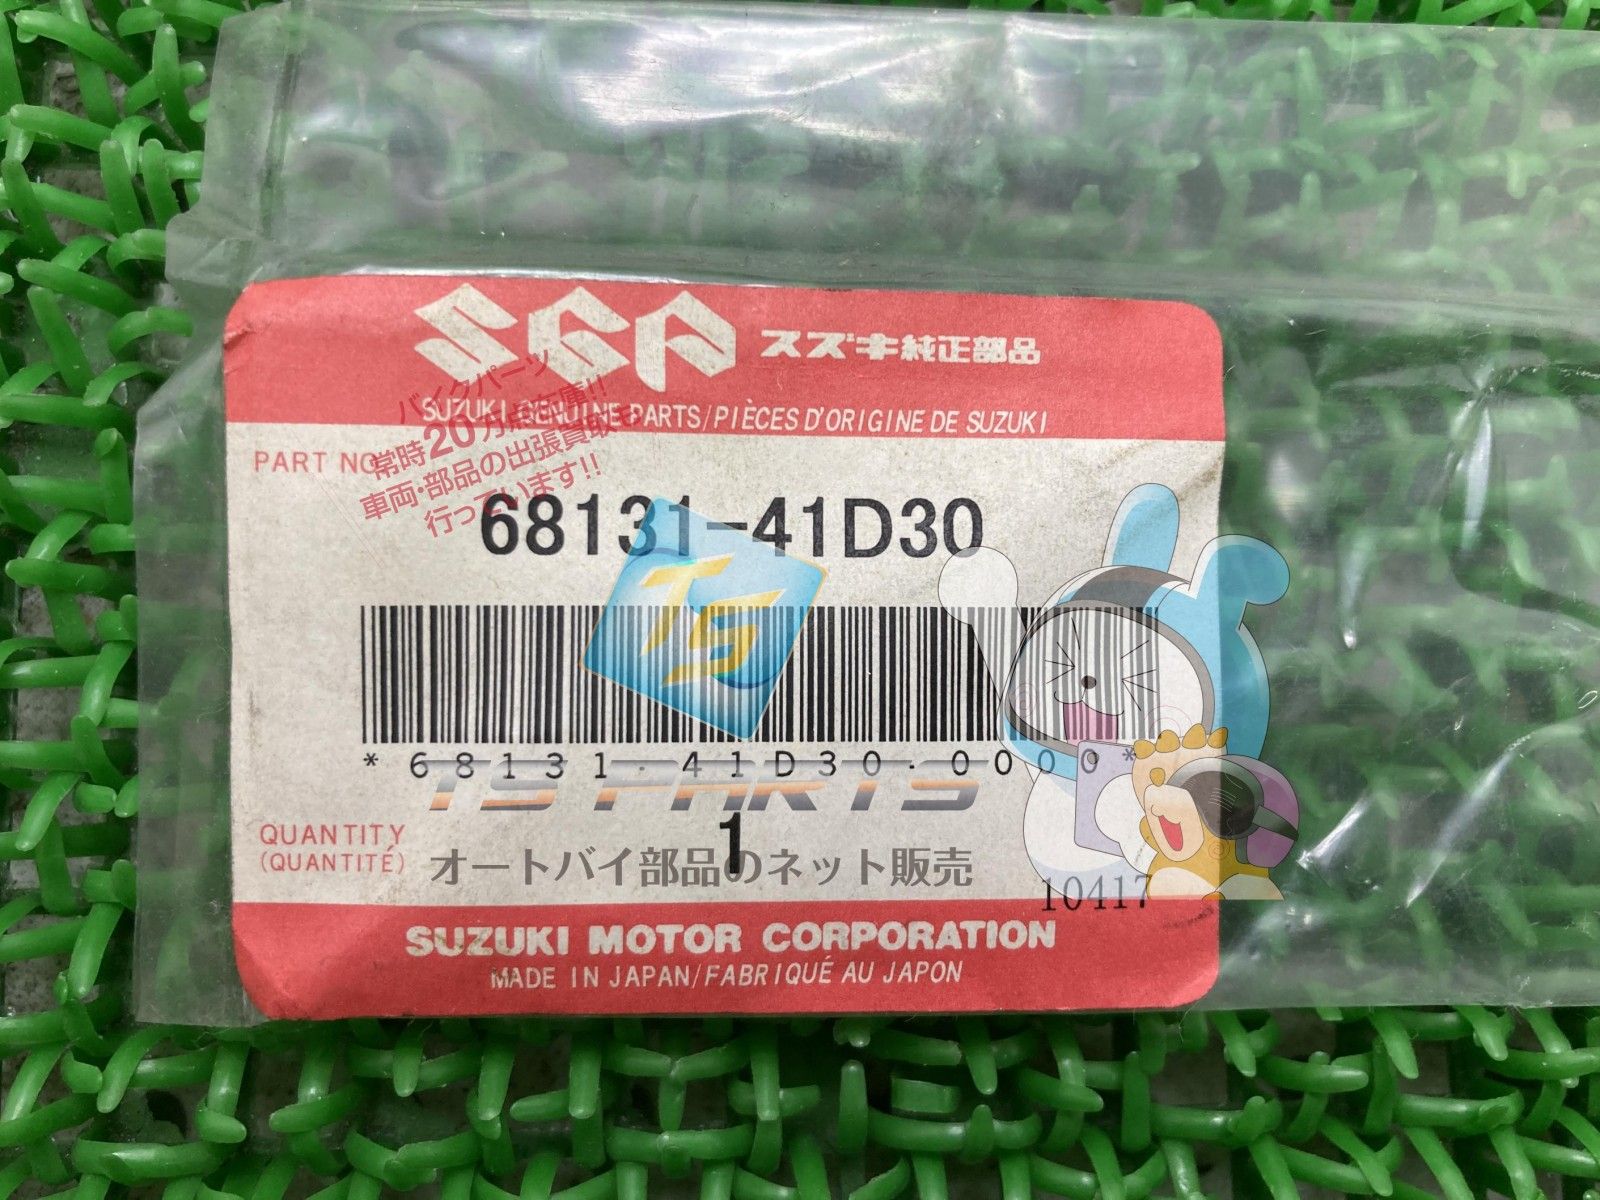 SGP スズキ純正部品
SUZUKI GENUINE PARTS/PIÈCES D'ORIGINE DE SUZUKI
バイクパーツ
常時20万点在庫!!
車両・部品の出張買取も
行っています!!
PART NO.
68131-41D30
TS
*68131-41D30-0000*
TS PARTS
QUANTITY
(QUANTITÉ)
1
オートバイ部品のネット販売
10417
SUZUKI MOTOR CORPORATION
MADE IN JAPAN/FABRIQUÉ AU JAPON